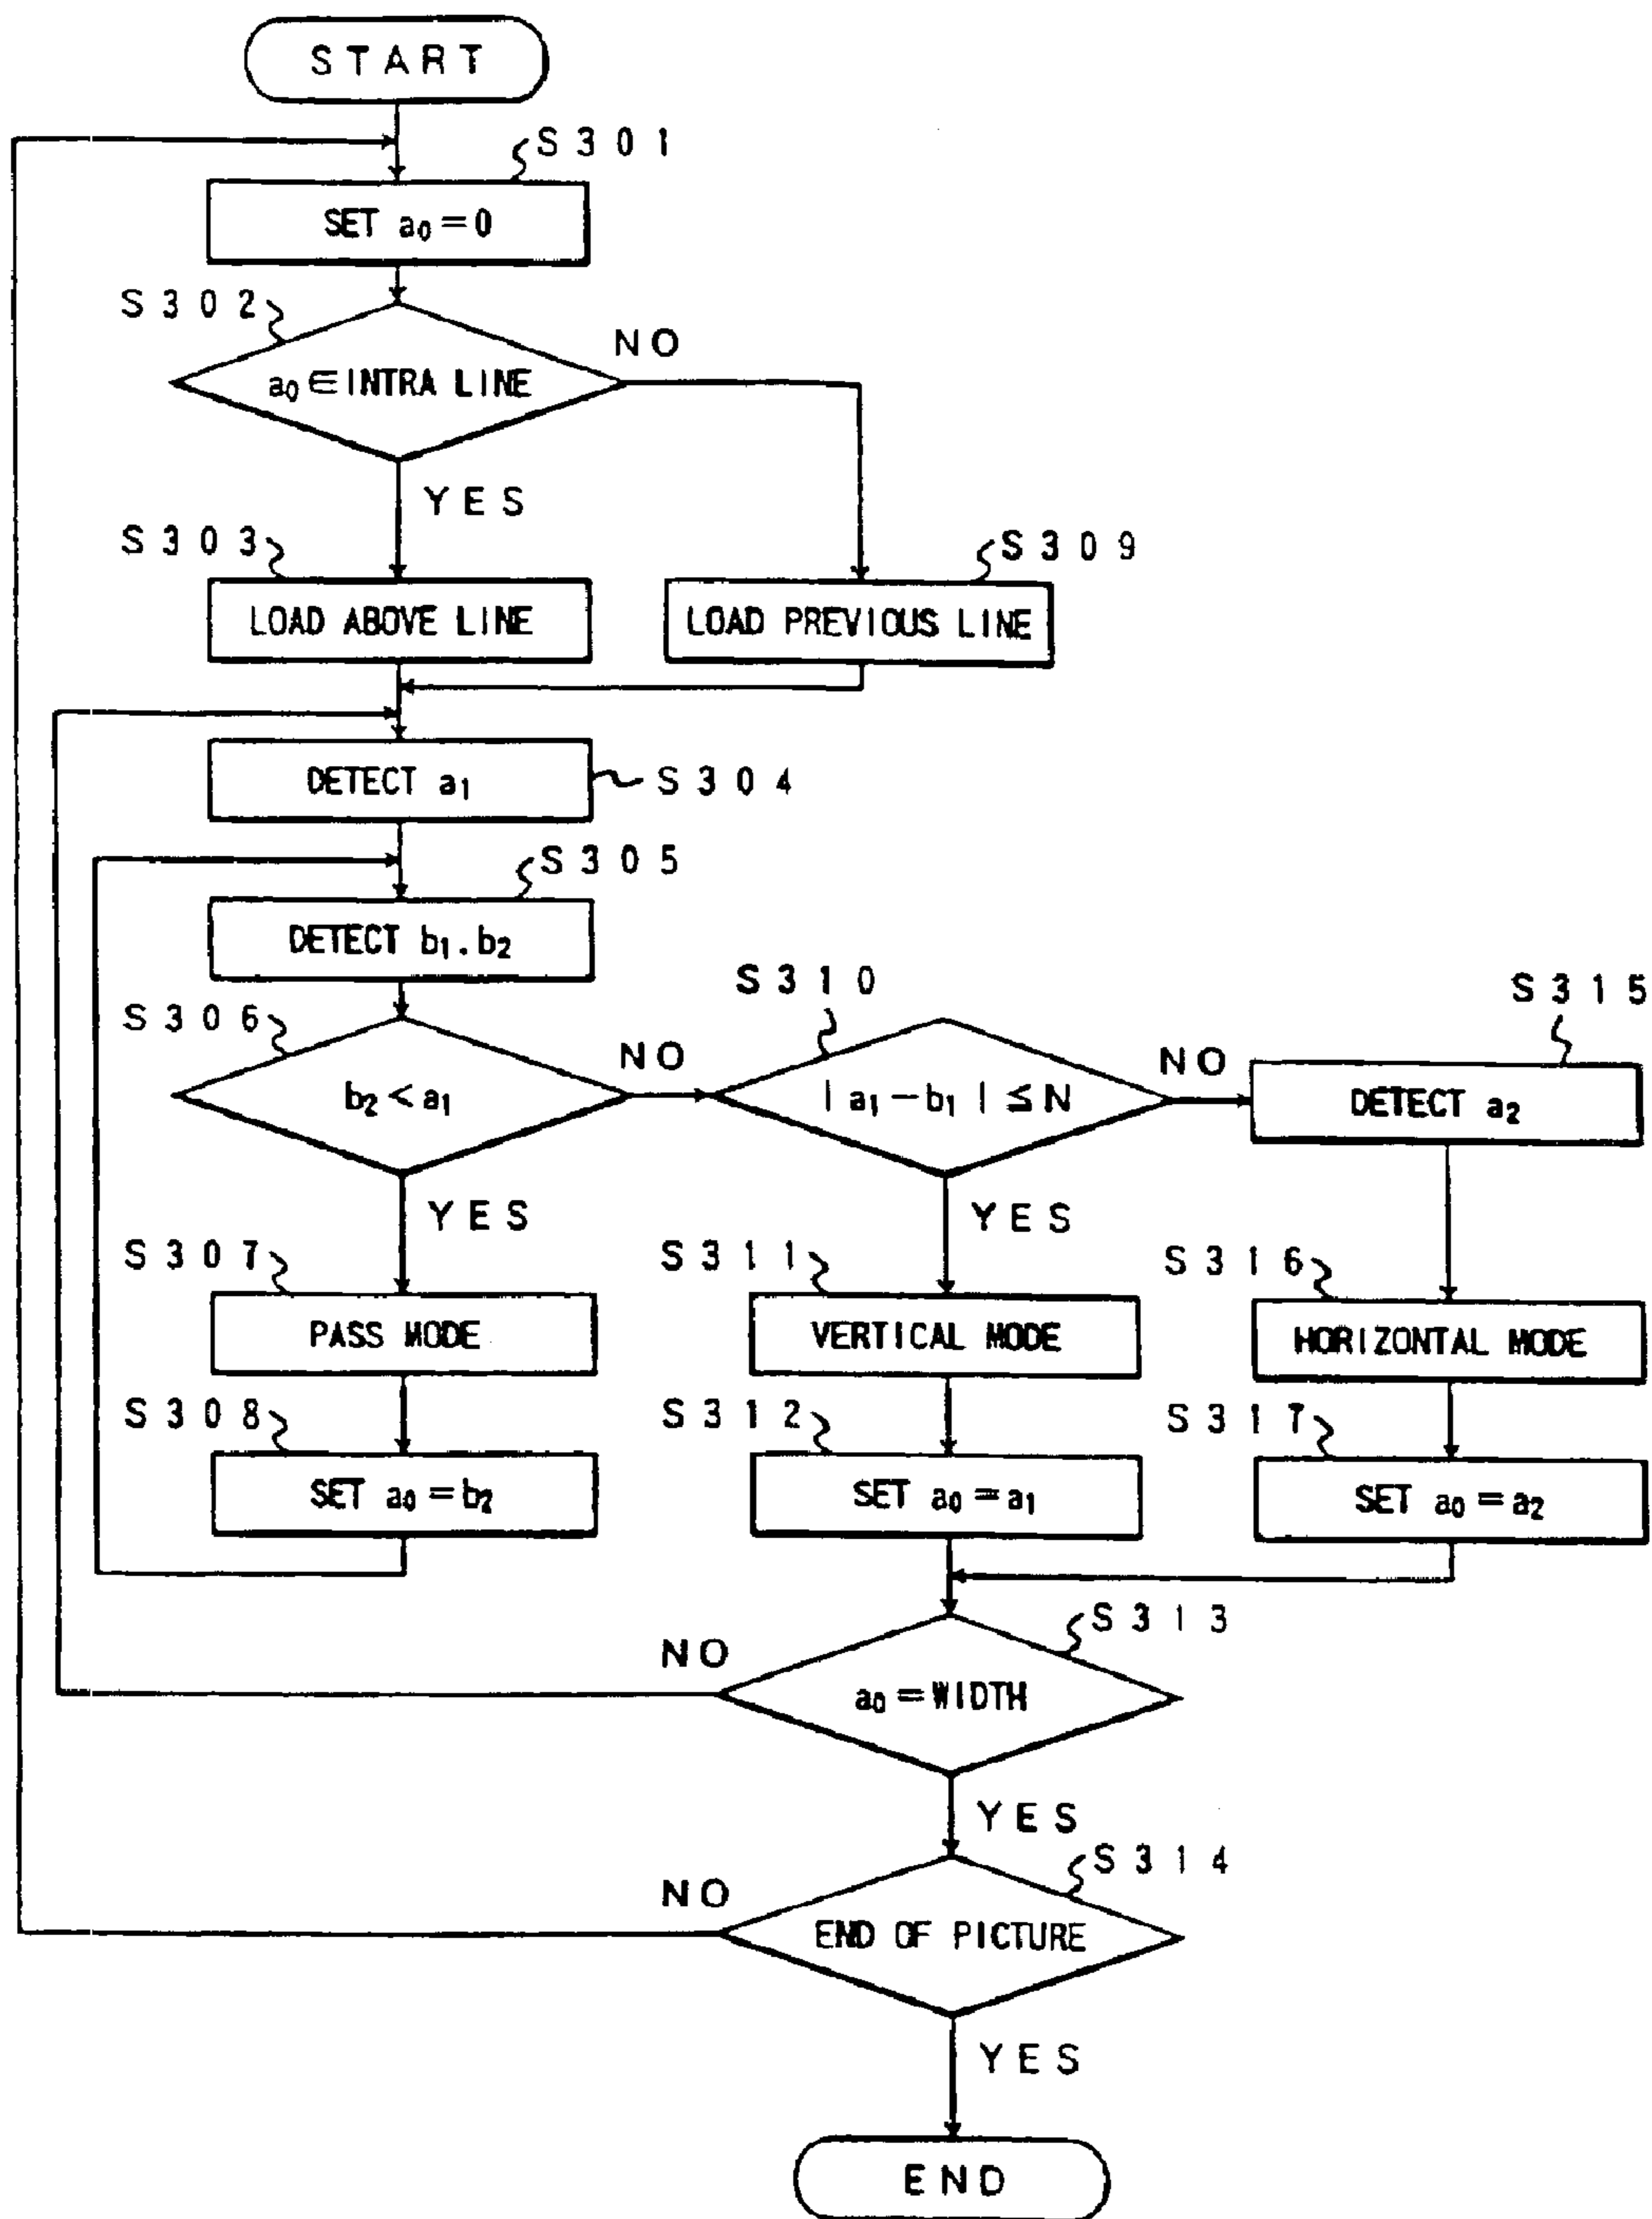 START
S301
SET a₀=0
S302
a₀∈INTRA LINE
NO
YES
S303
S309
LOAD ABOVE LINE
LOAD PREVIOUS LINE
DETECT a₁
S304
S305
DETECT b₁.b₂
S306
S310
S315
b₂<a₁
NO
|a₁−b₁|≦N
NO
DETECT a₂
YES
YES
S307
S311
S316
PASS MODE
VERTICAL MODE
HORIZONTAL MODE
S308
S312
S317
SET a₀=b₂
SET a₀=a₁
SET a₀=a₂
S313
NO
a₀=WIDTH
YES
S314
NO
END OF PICTURE
YES
END